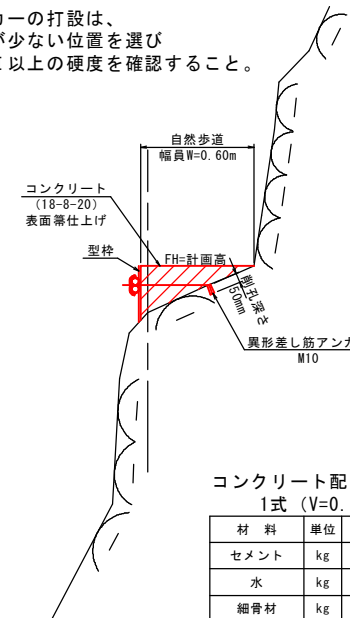 カーの打設は、
が少ない位置を選び
以上の硬度を確認すること。
自然歩道
幅員W=0.60m
コンクリート
(18-8-20)
表面箒仕上げ
型枠
FH=計画高
削孔深さ
50mm
異形差し筋アンカ
M10
コンクリート配
1式 (V=0.
材 料 単位
セメント kg
水 kg
細骨材 kg